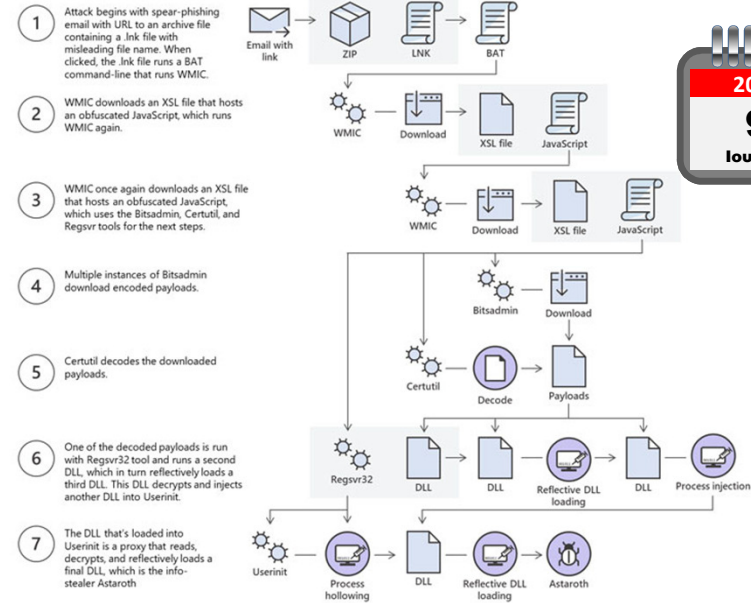 1
Attack begins with spear-phishing
email with URL to an archive file
containing a .lnk file with
misleading file name. When
clicked, the .lnk file runs a BAT
command-line that runs WMIC.
Email with
link
ZIP
LNK
BAT
2
WMIC downloads an XSL file that hosts
an obfuscated JavaScript, which runs
WMIC again.
WMIC
Download
XSL file
JavaScript
3
WMIC once again downloads an XSL file
that hosts an obfuscated JavaScript,
which uses the Bitsadmin, Certutil, and
Regsvr tools for the next steps.
WMIC
Download
XSL file
JavaScript
4
Multiple instances of Bitsadmin
download encoded payloads.
Bitsadmin
Download
5
Certutil decodes the downloaded
payloads.
Certutil
Decode
Payloads
6
One of the decoded payloads is run
with Regsvr32 tool and runs a second
DLL, which in turn reflectively loads a
third DLL. This DLL decrypts and injects
another DLL into Userinit.
Regsvr32
DLL
DLL
Reflective DLL
loading
DLL
Process injection
7
The DLL that's loaded into
Userinit is a proxy that reads,
decrypts, and reflectively loads a
final DLL, which is the info-
stealer Astaroth
Userinit
Process
hollowing
DLL
Reflective DLL
loading
Astaroth
20